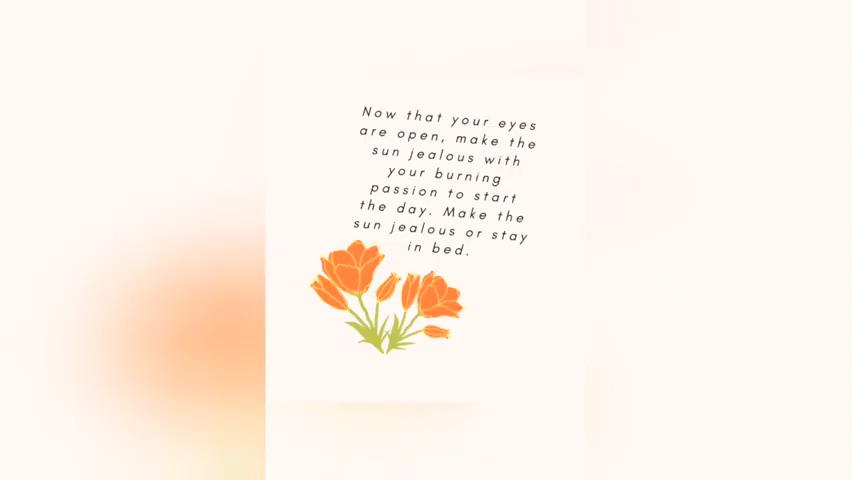 Now that your eyes
are open, make the
sun jealous with
your burning
passion to start
the day. Make the
sun jealous or stay
in bed.